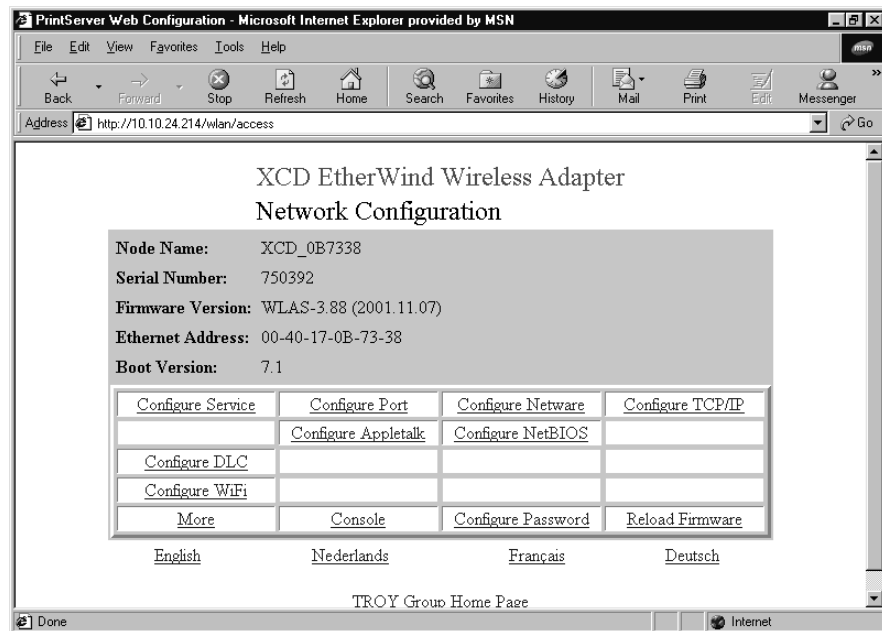 PrintServer Web Configuration - Microsoft Internet Explorer provided by MSN
File Edit View Favorites Tools Help
msn
Back Forward Stop Refresh Home Search Favorites History Mail Print Edit Messenger »
Address http://10.10.24.214/wlan/access Go
XCD EtherWind Wireless Adapter
Network Configuration
Node Name: XCD_0B7338
Serial Number: 750392
Firmware Version: WLAS-3.88 (2001.11.07)
Ethernet Address: 00-40-17-0B-73-38
Boot Version: 7.1
Configure Service Configure Port Configure Netware Configure TCP/IP
Configure Appletalk Configure NetBIOS
Configure DLC
Configure WiFi
More Console Configure Password Reload Firmware
English Nederlands Français Deutsch
TROY Group Home Page
Done Internet